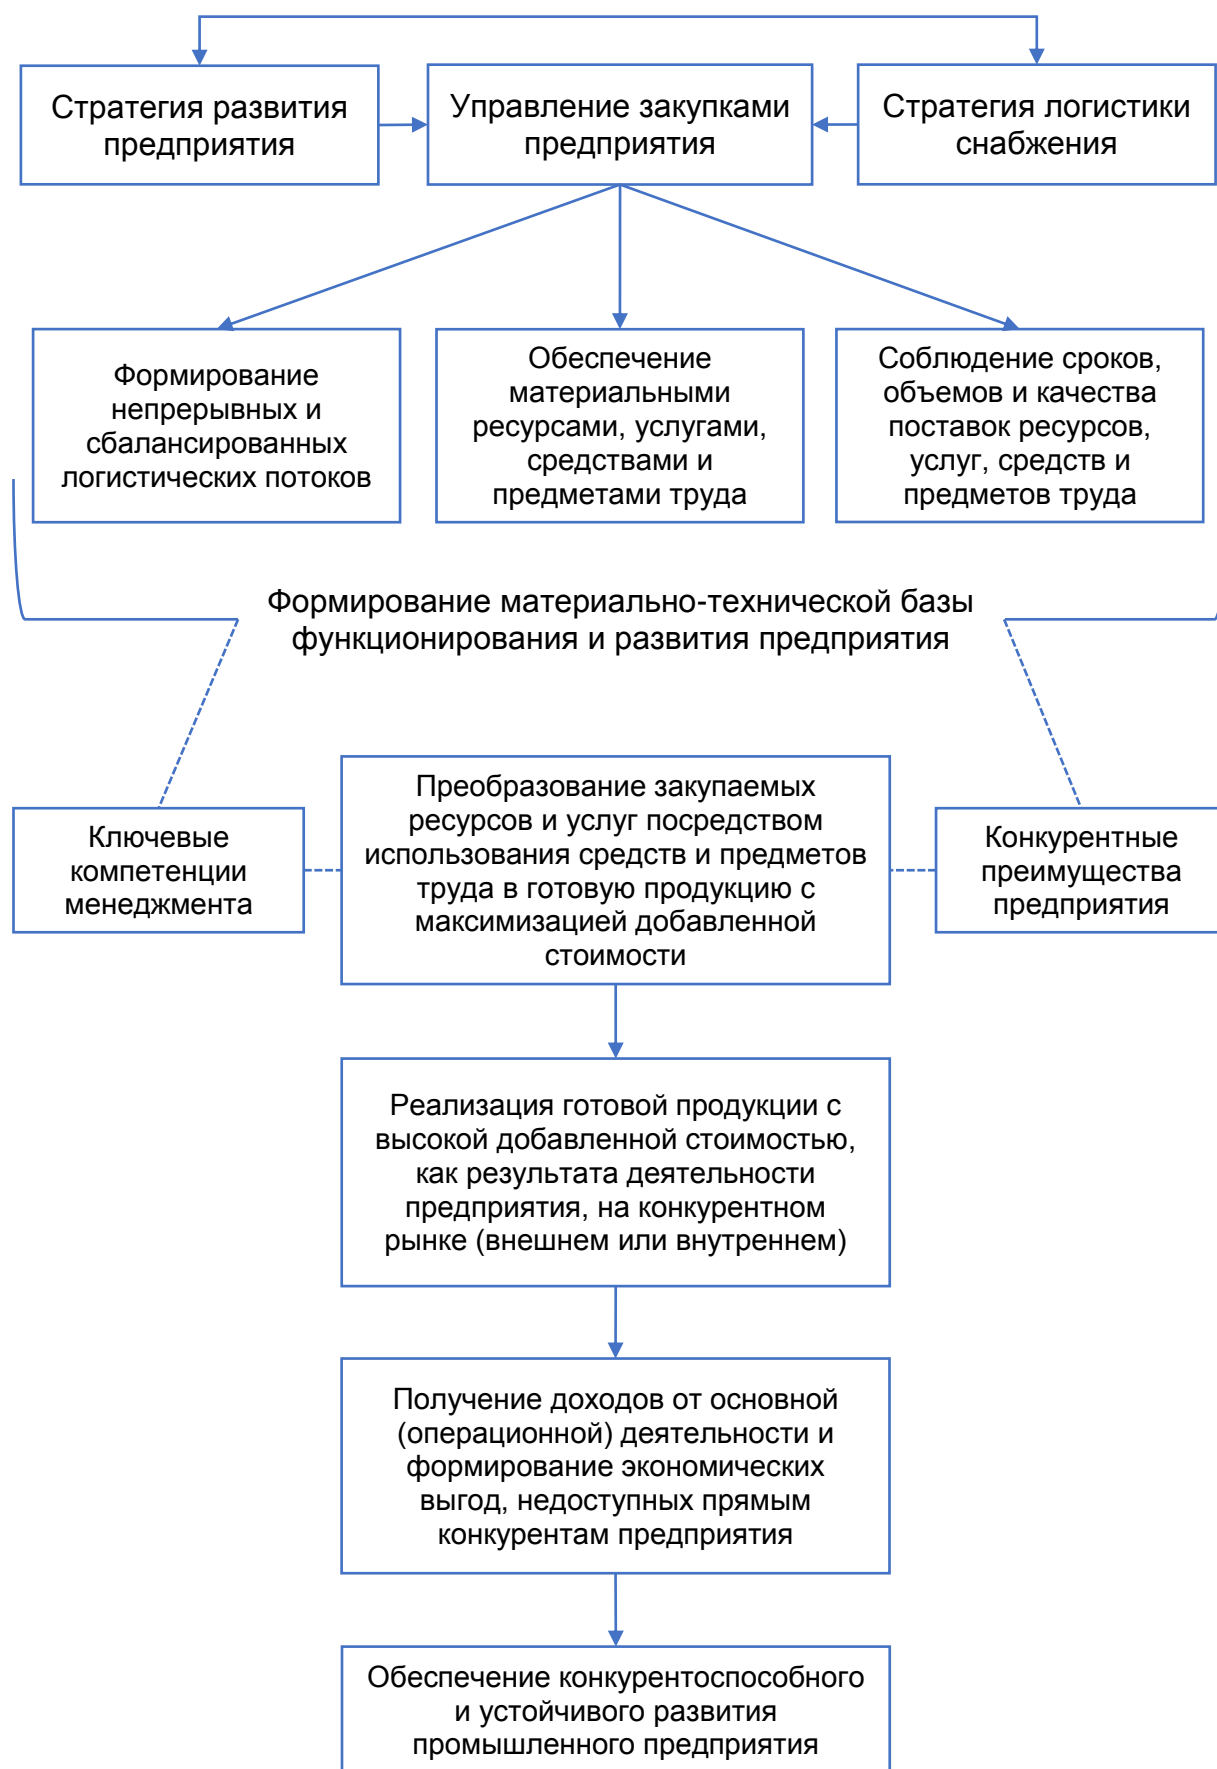 Стратегия развития
предприятия
Управление закупками
предприятия
Стратегия логистики
снабжения
Формирование
непрерывных и
сбалансированных
логистических потоков
Обеспечение
материальными
ресурсами, услугами,
средствами и
предметами труда
Соблюдение сроков,
объемов и качества
поставок ресурсов,
услуг, средств и
предметов труда
Формирование материально-технической базы
функционирования и развития предприятия
Ключевые
компетенции
менеджмента
Преобразование закупаемых
ресурсов и услуг посредством
использования средств и предметов
труда в готовую продукцию с
максимизацией добавленной
стоимости
Конкурентные
преимущества
предприятия
Реализация готовой продукции с
высокой добавленной стоимостью,
как результата деятельности
предприятия, на конкурентном
рынке (внешнем или внутреннем)
Получение доходов от основной
(операционной) деятельности и
формирование экономических
выгод, недоступных прямым
конкурентам предприятия
Обеспечение конкурентоспособного
и устойчивого развития
промышленного предприятия